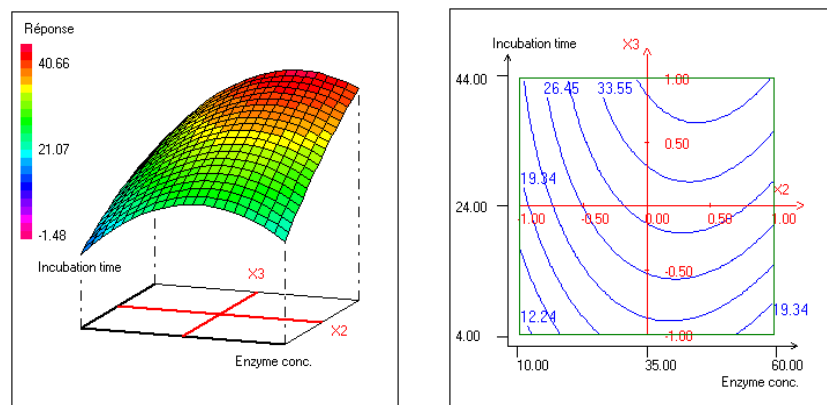 Réponse
40.66
21.07
-1.48
Incubation time
X3
X2
Enzyme conc.
Incubation time
X3
44.00
1.00
26.45
33.55
0.50
19.34
X2
24.00
-1.00
-0.50
0.00
0.50
1.00
-0.50
12.24
19.34
4.00
-1.00
10.00
35.00
60.00
Enzyme conc.